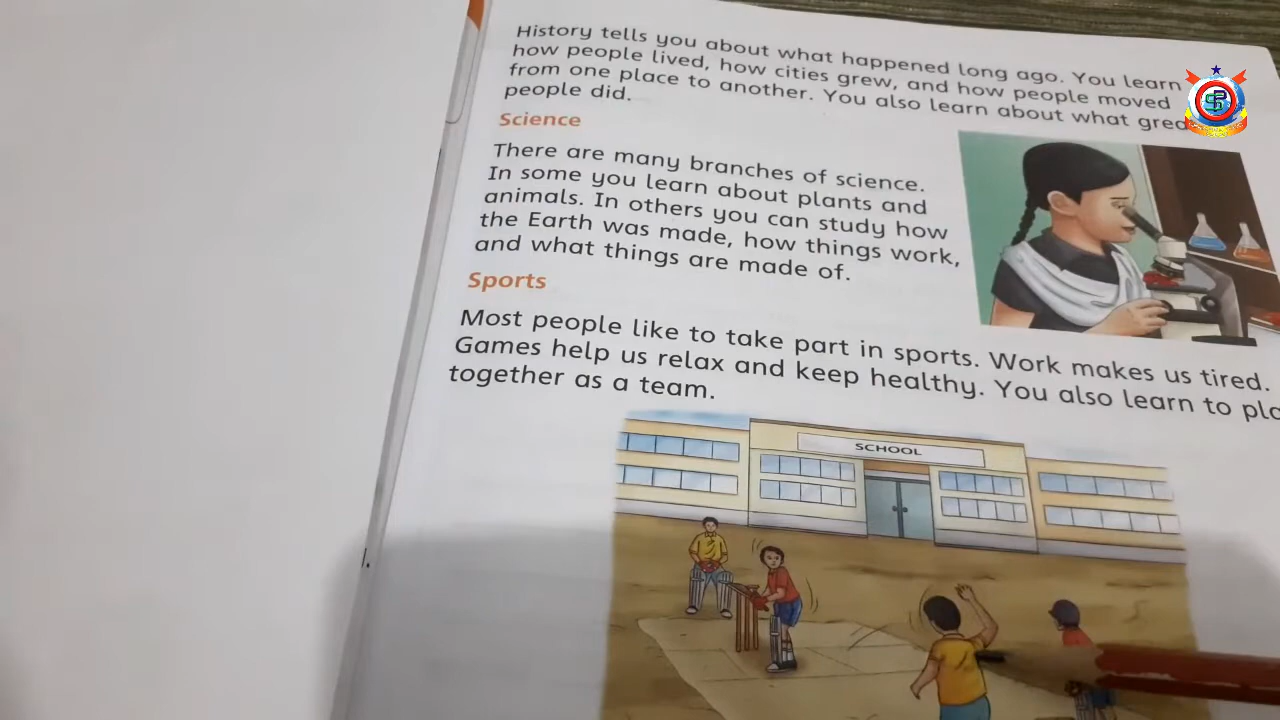 History tells you about what happened long ago. You learn
how people lived, how cities grew, and how people moved
from one place to another. You also learn about what
people did.
Science
There are many branches of science.
In some you learn about plants and
animals. In others you can study how
the Earth was made, how things work,
and what things are made of.
Sports
Most people like to take part in sports. Work makes us tired.
Games help us relax and keep healthy. You also learn to
together as a team.
SCHOOL